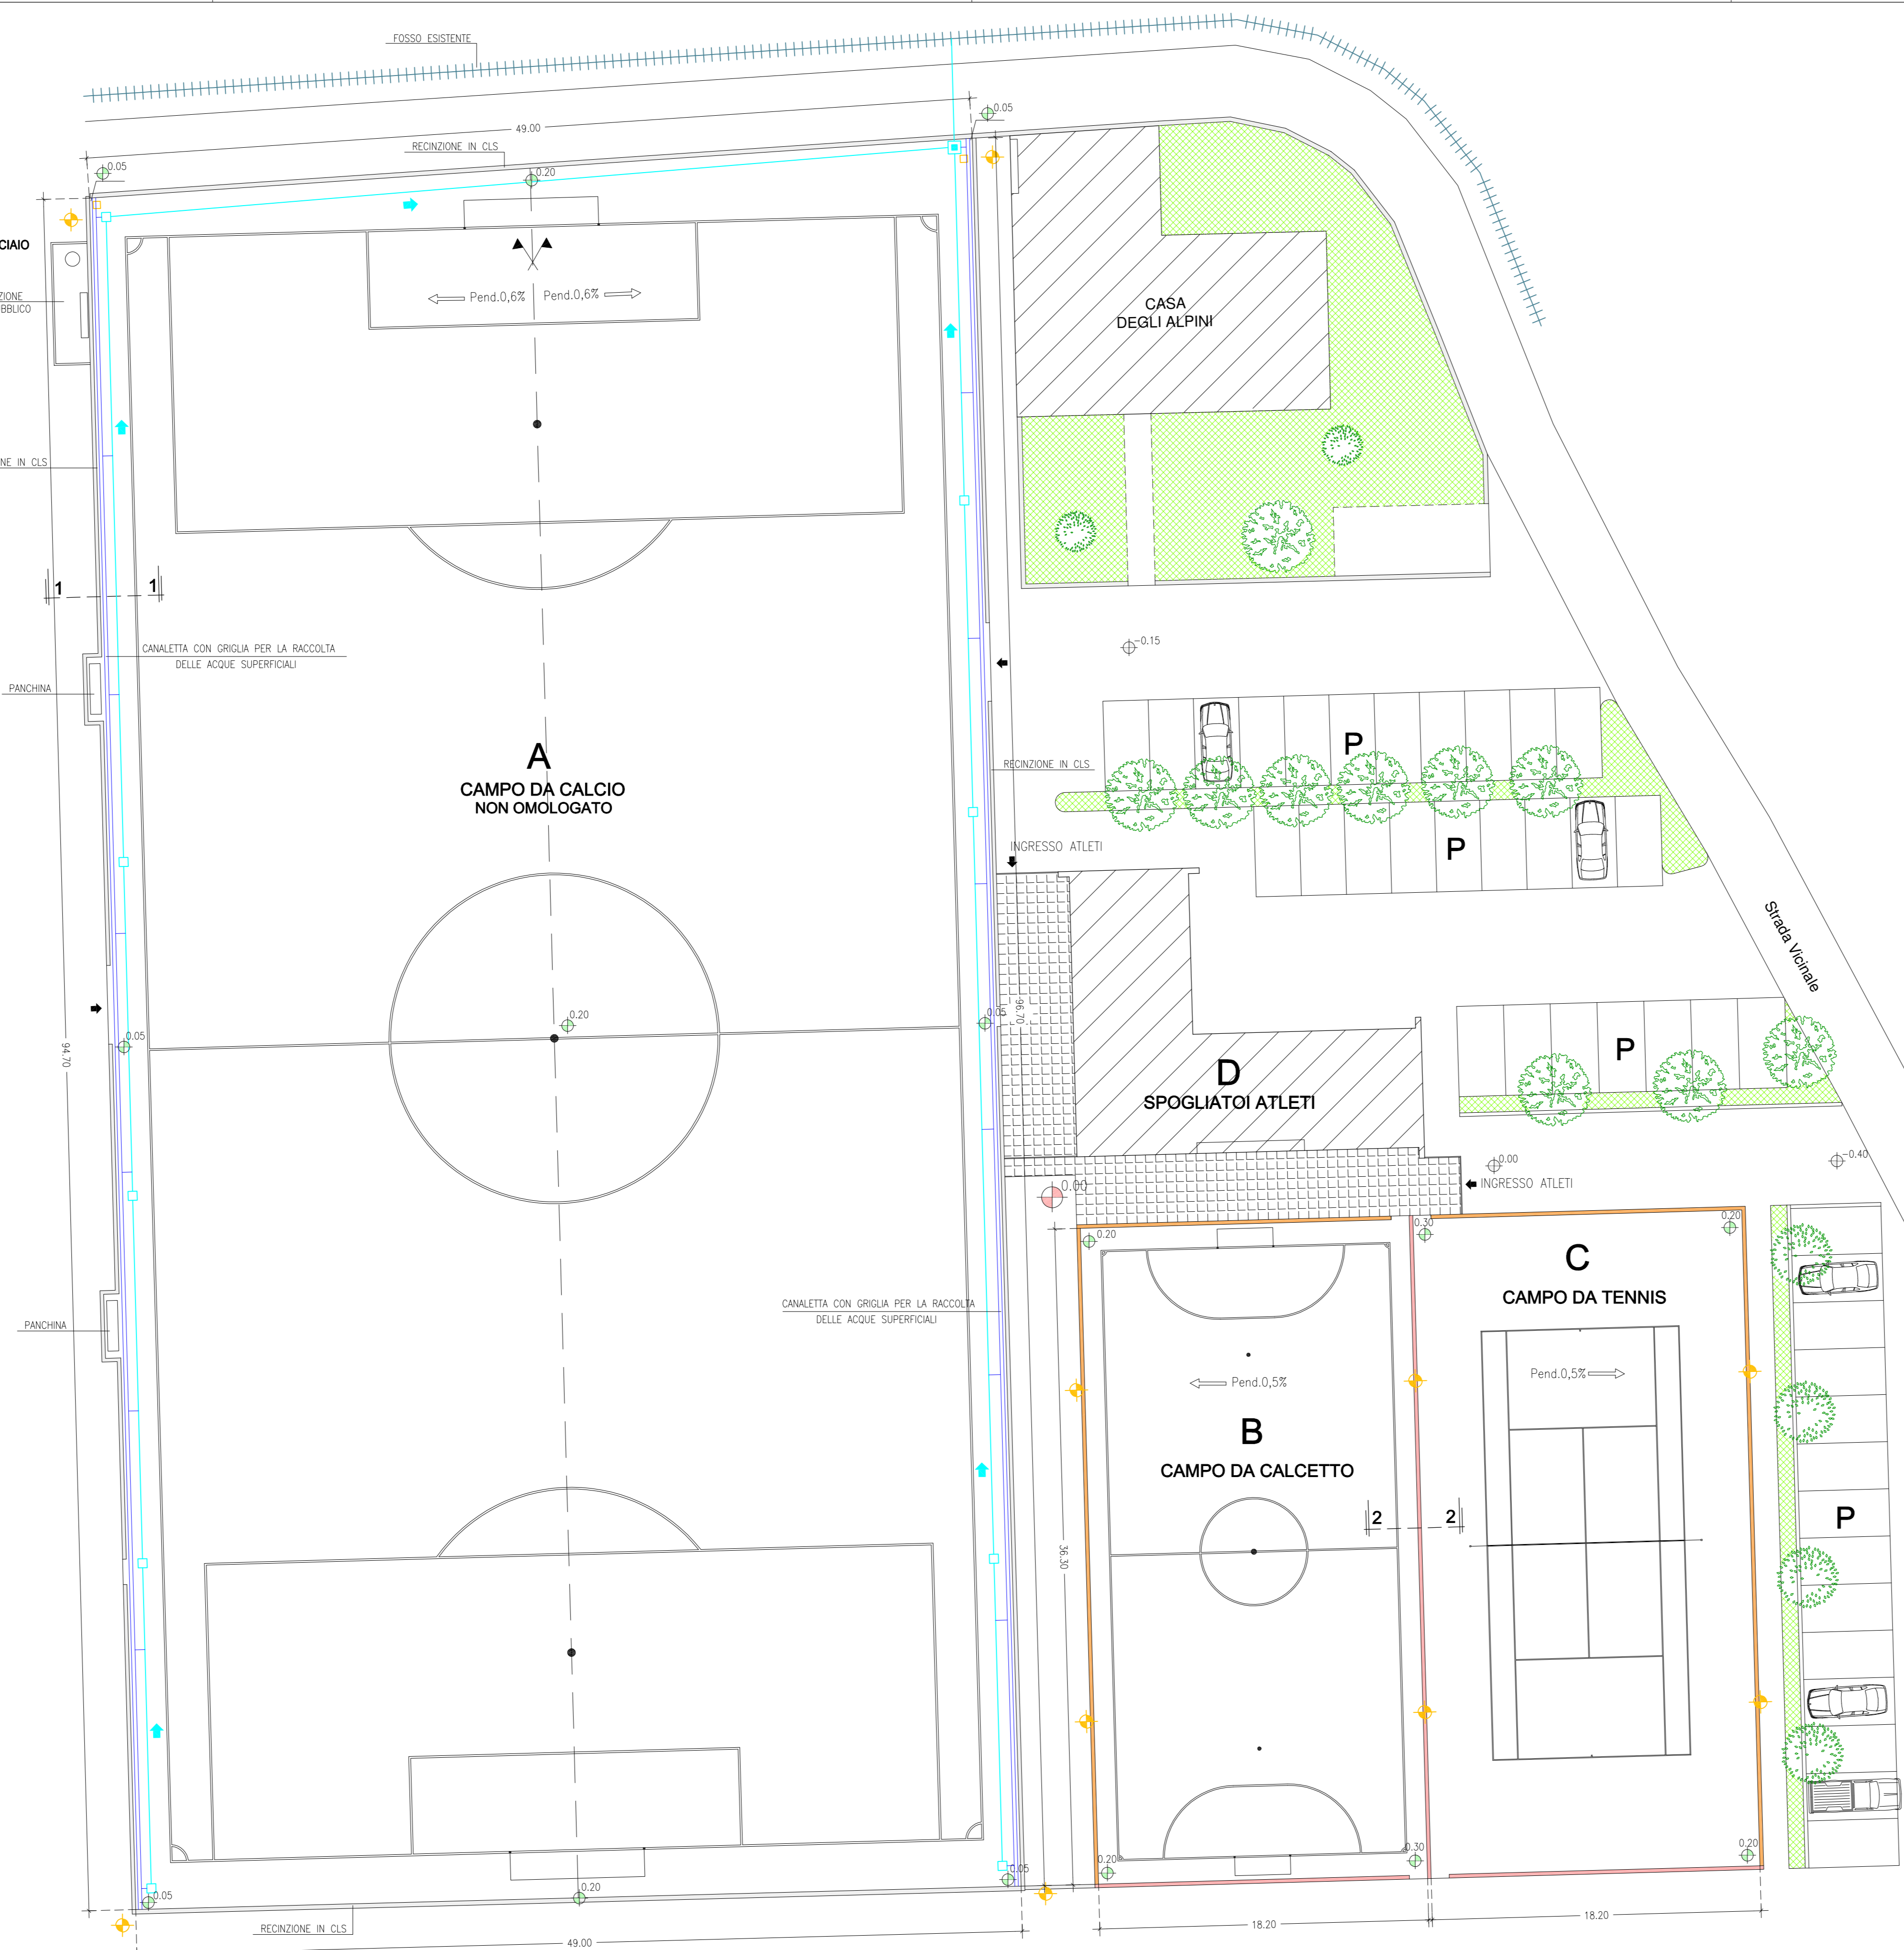 FOSSO ESISTENTE
49.00
0.05
RECINZIONE IN CLS
0.05
0.20
CIAIO
ZIONE
BBLICO
Pend.0,6%
Pend.0,6%
CASA
DEGLI ALPINI
NE IN CLS
1
1
CANALETTA CON GRIGLIA PER LA RACCOLTA
DELLE ACQUE SUPERFICIALI
-0.15
PANCHINA
A
CAMPO DA CALCIO
NON OMOLOGATO
RECINZIONE IN CLS
P
P
INGRESSO ATLETI
Strada Vicinale
0.20
0.05
96.70
0.05
94.70
P
D
SPOGLIATOI ATLETI
0.00
-0.40
INGRESSO ATLETI
0.00
0.20
0.30
0.20
C
CAMPO DA TENNIS
CANALETTA CON GRIGLIA PER LA RACCOLTA
DELLE ACQUE SUPERFICIALI
PANCHINA
Pend.0,5%
Pend.0,5%
B
CAMPO DA CALCETTO
2
2
P
36.30
0.20
0.30
0.20
0.05
0.05
0.20
RECINZIONE IN CLS
49.00
18.20
18.20